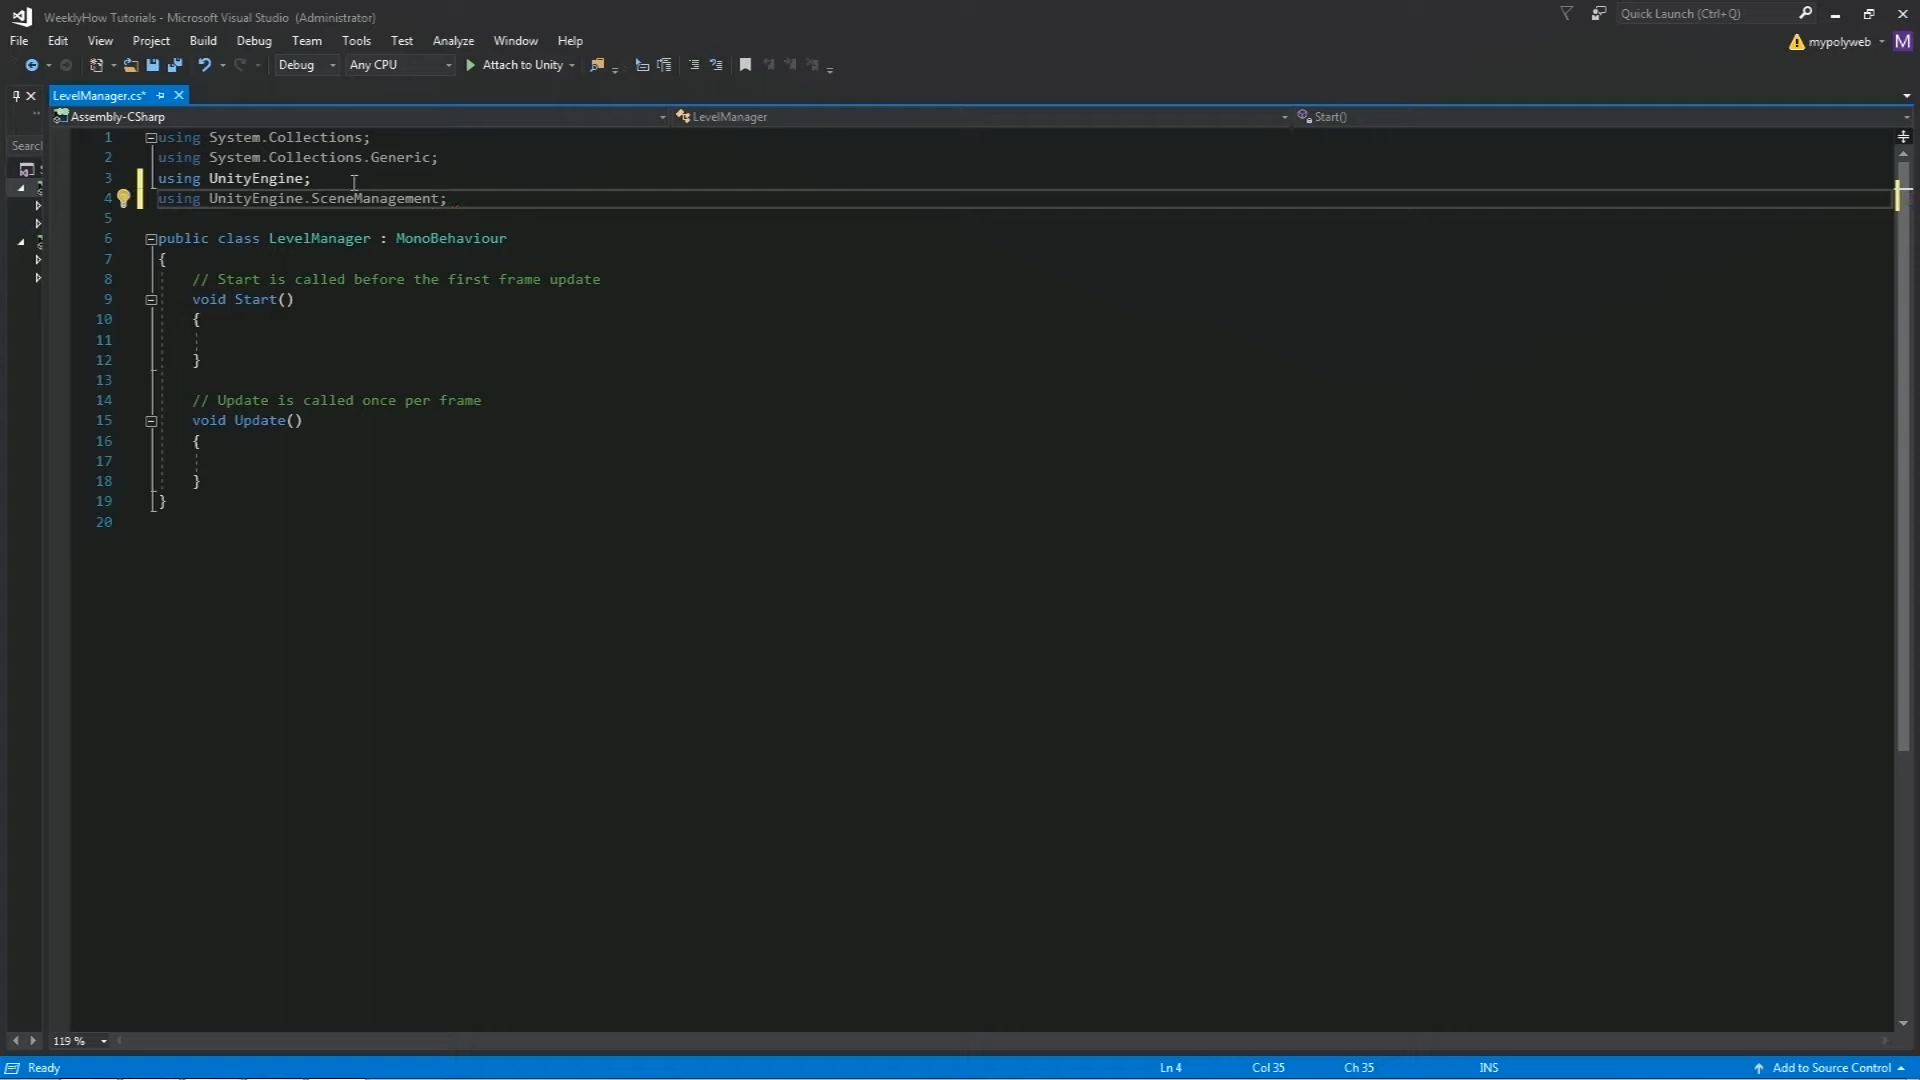 WeeklyHow Tutorials - Microsoft Visual Studio (Administrator)
Quick Launch (Ctrl+Q)
File Edit View Project Build Debug Team Tools Test Analyze Window Help
mypolyweb M
Debug Any CPU Attach to Unity
LevelManager.cs*
Assembly-CSharp LevelManager Start()
Searc
1 using System.Collections;
2 using System.Collections.Generic;
3 using UnityEngine;
4 using UnityEngine.SceneManagement;
5
6 public class LevelManager : MonoBehaviour
7 {
8 // Start is called before the first frame update
9 void Start()
10 {
11
12 }
13
14 // Update is called once per frame
15 void Update()
16 {
17
18 }
19 }
20
119 %
Ready Ln 4 Col 35 Ch 35 INS Add to Source Control